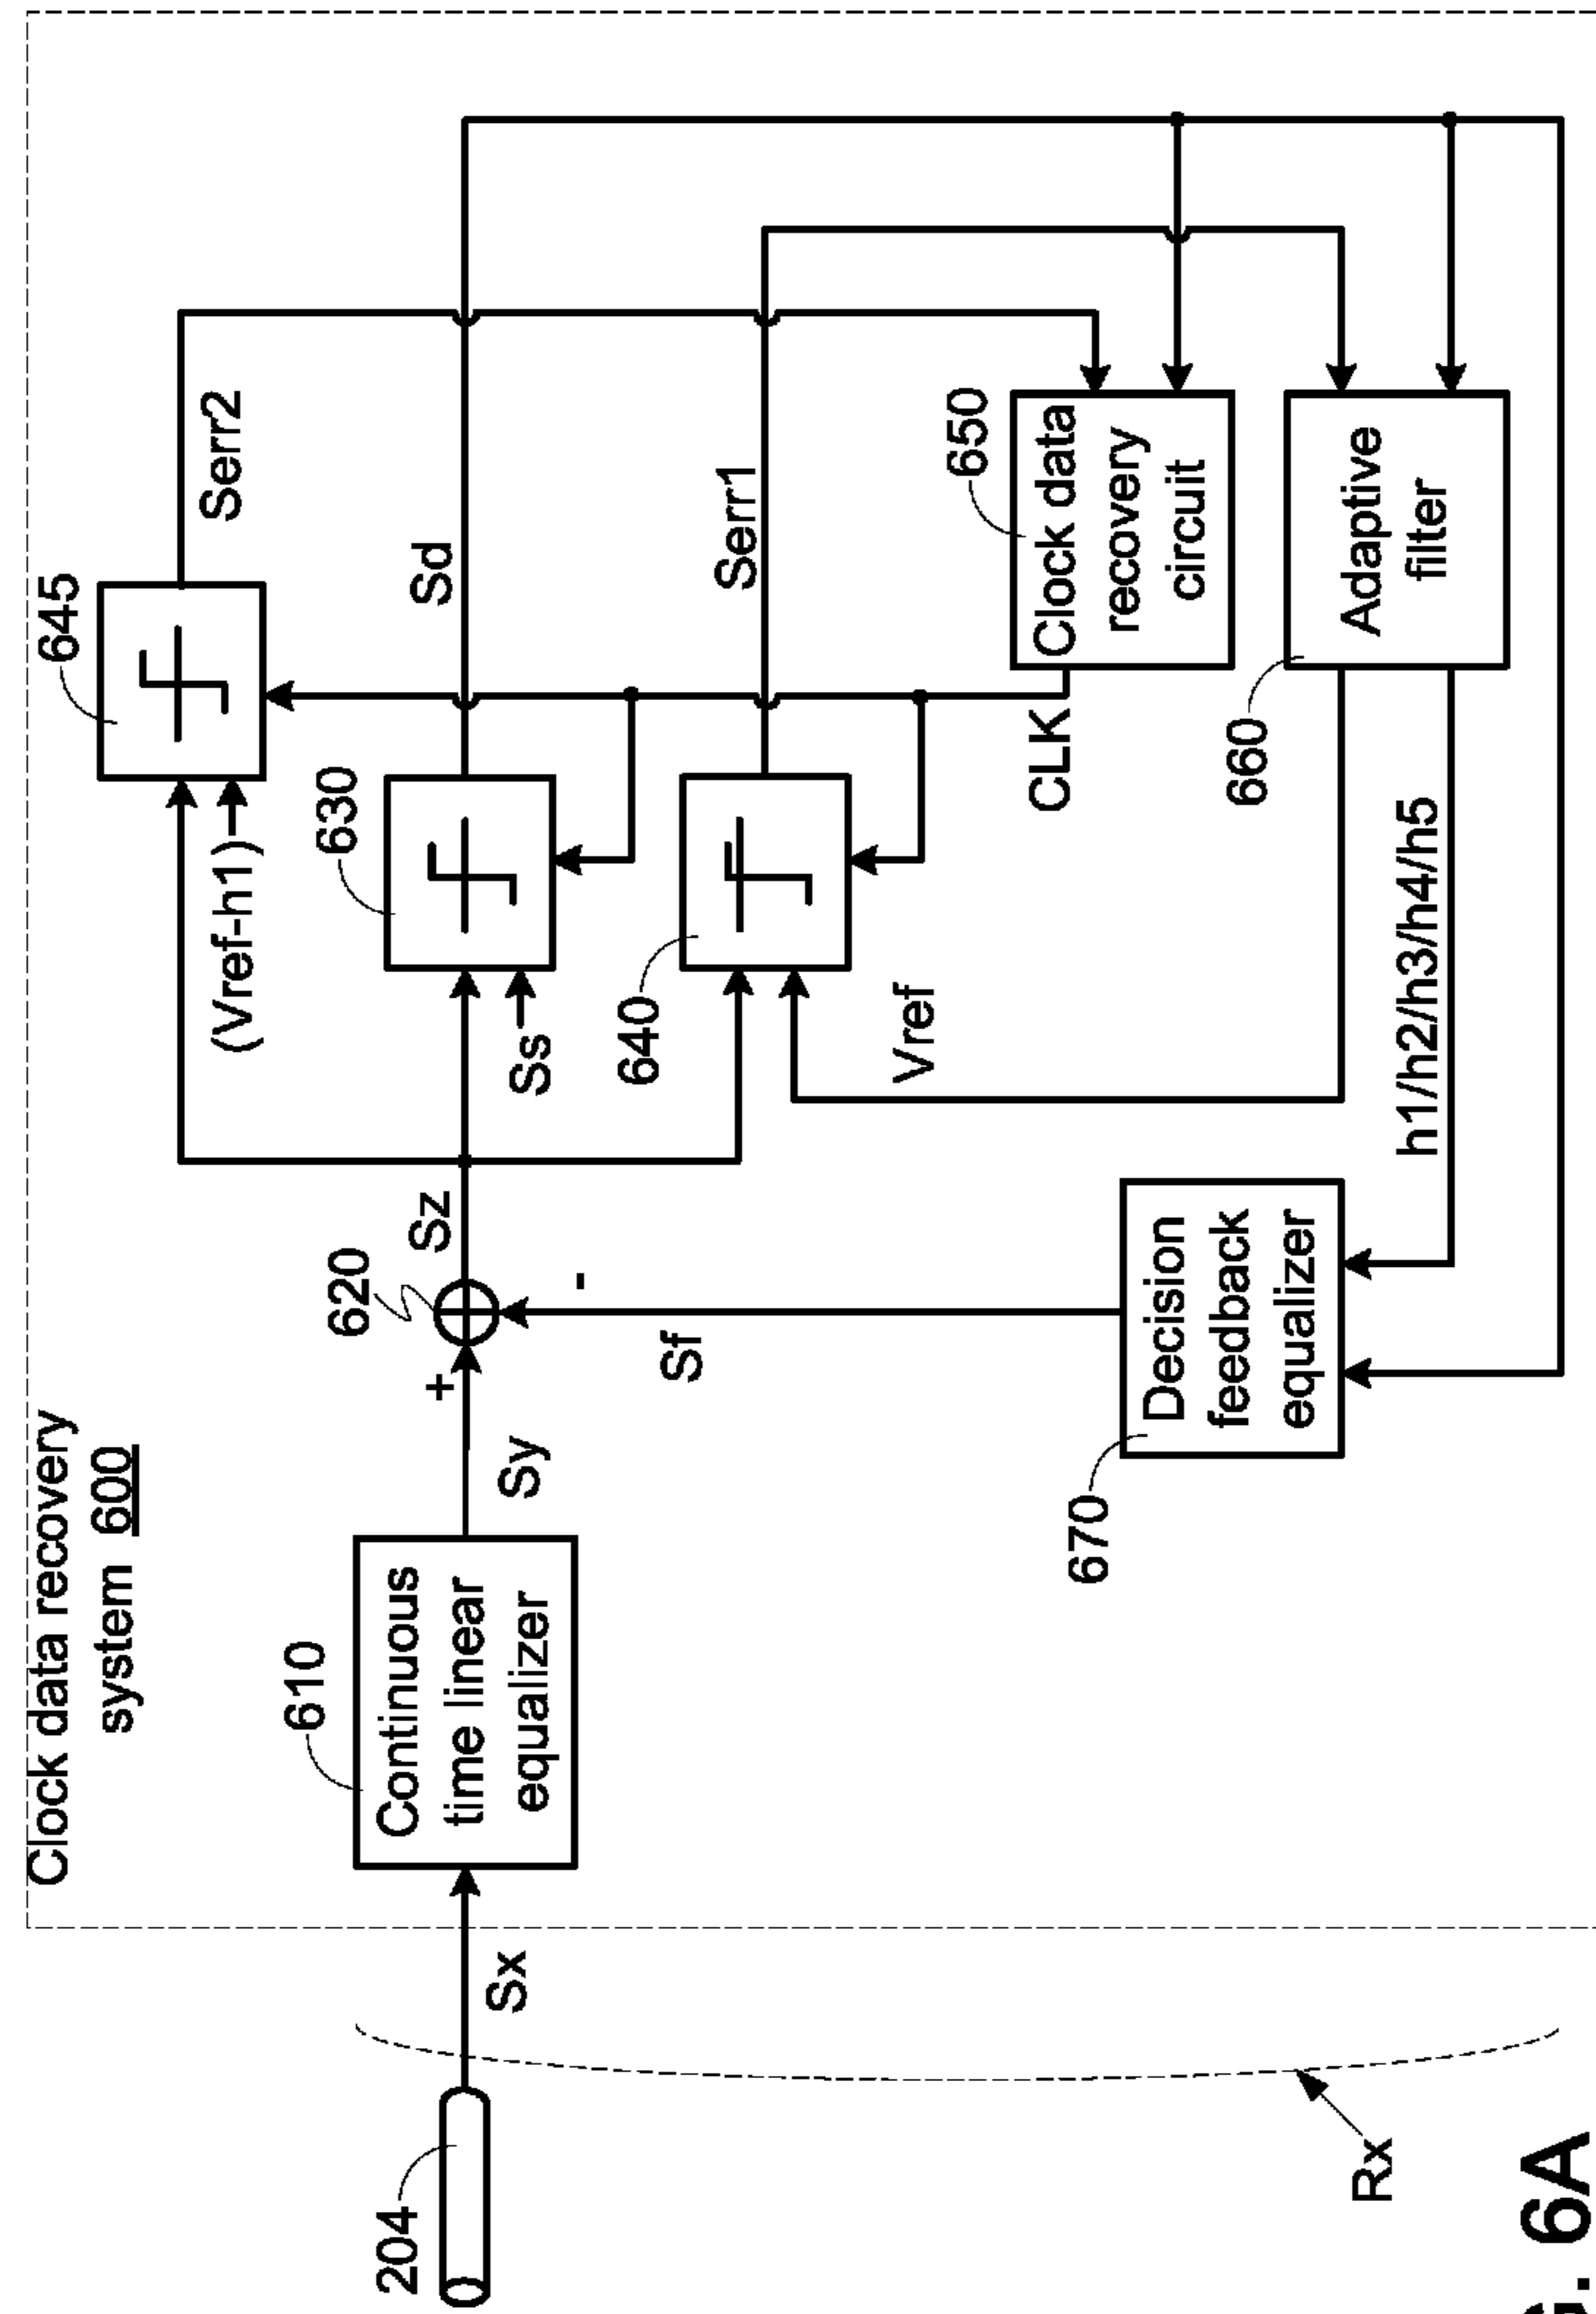 Clock data recovery
system 600
204
Sx
Rx
610
Continuous
time linear
equalizer
Sy
+
-
620
Sz
Sf
670
Decision
feedback
equalizer
(Vref-h1)
Ss
645
630
640
Vref
h1/h2/h3/h4/h5
Serr2
Sd
Serr1
CLK
650
Clock data
recovery
circuit
660
Adaptive
filter
G. 6A